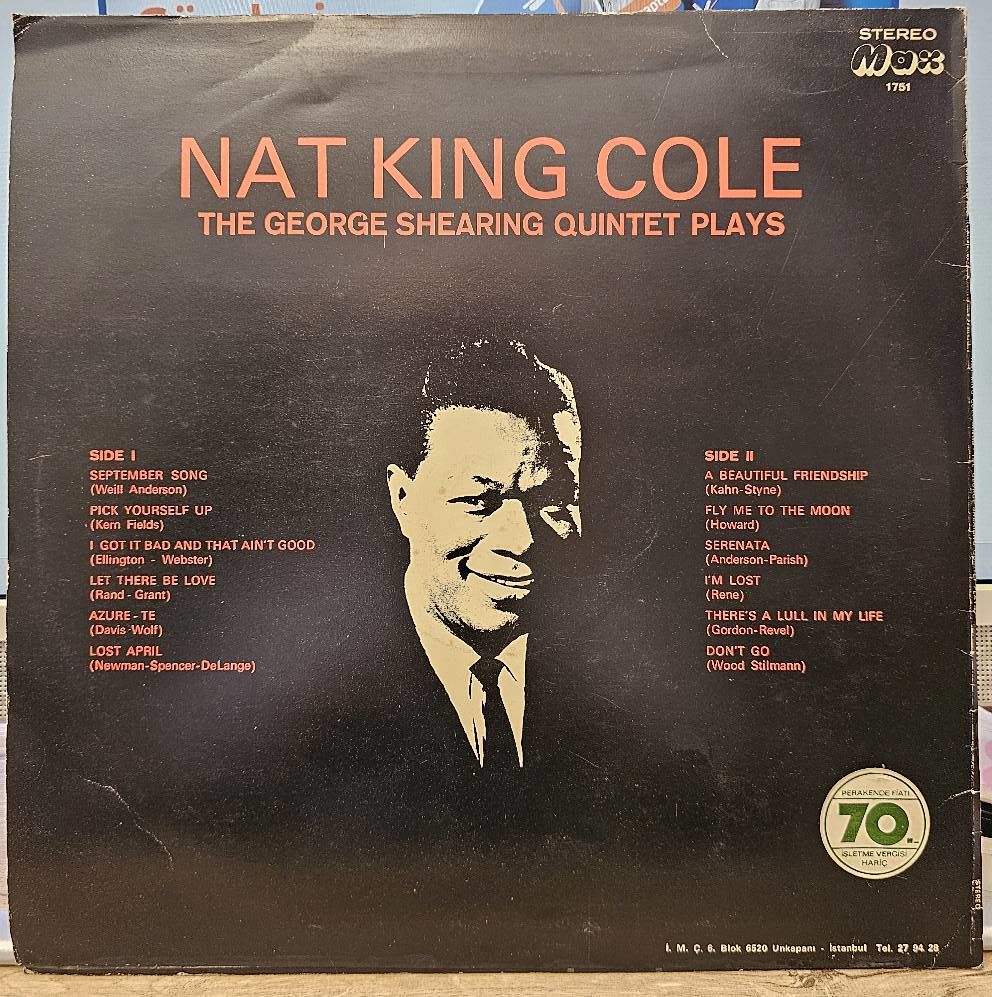 STEREO
Max
1751
NAT KING COLE
THE GEORGE SHEARING QUINTET PLAYS
SIDE I
SEPTEMBER SONG
(Weill Anderson)
PICK YOURSELF UP
(Kern Fields)
I GOT IT BAD AND THAT AIN'T GOOD
(Ellington - Webster)
LET THERE BE LOVE
(Rand - Grant)
AZURE - TE
(Davis-Wolf)
LOST APRIL
(Newman-Spencer-DeLange)
SIDE II
A BEAUTIFUL FRIENDSHIP
(Kahn-Styne)
FLY ME TO THE MOON
(Howard)
SERENATA
(Anderson-Parish)
I'M LOST
(Rene)
THERE'S A LULL IN MY LIFE
(Gordon-Revel)
DON'T GO
(Wood Stilmann)
PERAKENDE FİATI
70
İŞLETME VERGİSİ
HARİÇ
STEREO
İ. M. Ç. 6. Blok 6520 Unkapanı - İstanbul Tel. 27 94 28